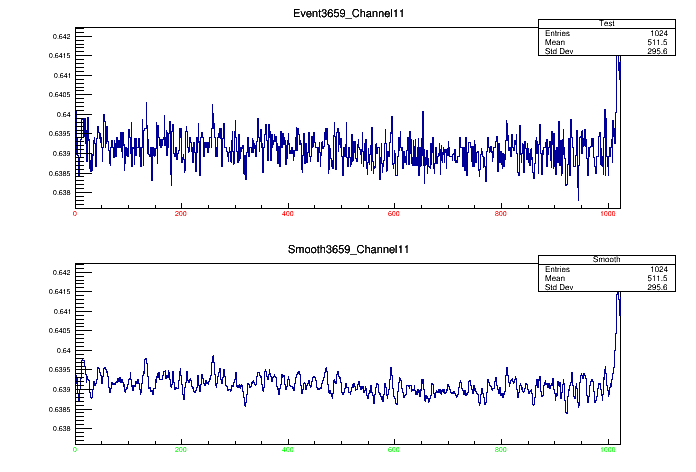 Event3659_Channel11
Test
Entries 1024
Mean 511.5
Std Dev 295.6
0.642
0.6415
0.641
0.6405
0.64
0.6395
0.639
0.6385
0.638
0 200 400 600 800 1000
Smooth3659_Channel11
Smooth
Entries 1024
Mean 511.5
Std Dev 295.6
0.642
0.6415
0.641
0.6405
0.64
0.6395
0.639
0.6385
0.638
0 200 400 600 800 1000